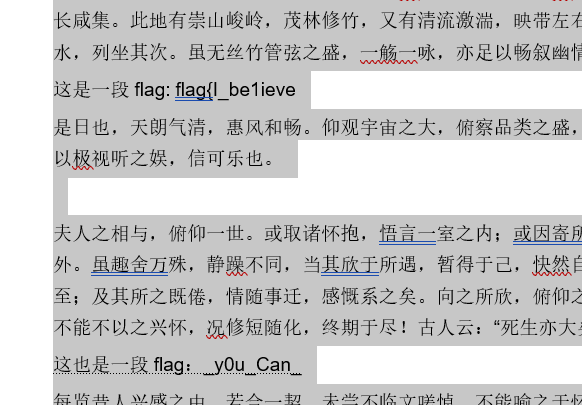 长咸集。此地有崇山峻岭，茂林修竹，又有清流激湍，映带左右
水，列坐其次。虽无丝竹管弦之盛，一觞一咏，亦足以畅叙幽情
这是一段 flag: flag{I_be1ieve
是日也，天朗气清，惠风和畅。仰观宇宙之大，俯察品类之盛，
以极视听之娱，信可乐也。
夫人之相与，俯仰一世。或取诸怀抱，悟言一室之内；或因寄所
外。虽趣舍万殊，静躁不同，当其欣于所遇，暂得于己，快然自
至；及其所之既倦，情随事迁，感慨系之矣。向之所欣，俯仰之
不能不以之兴怀，况修短随化，终期于尽！古人云：“死生亦大矣
这也是一段 flag：_y0u_Can_
每览昔人兴感之由，若合一契，未尝不临文嗟悼，不能喻之于怀